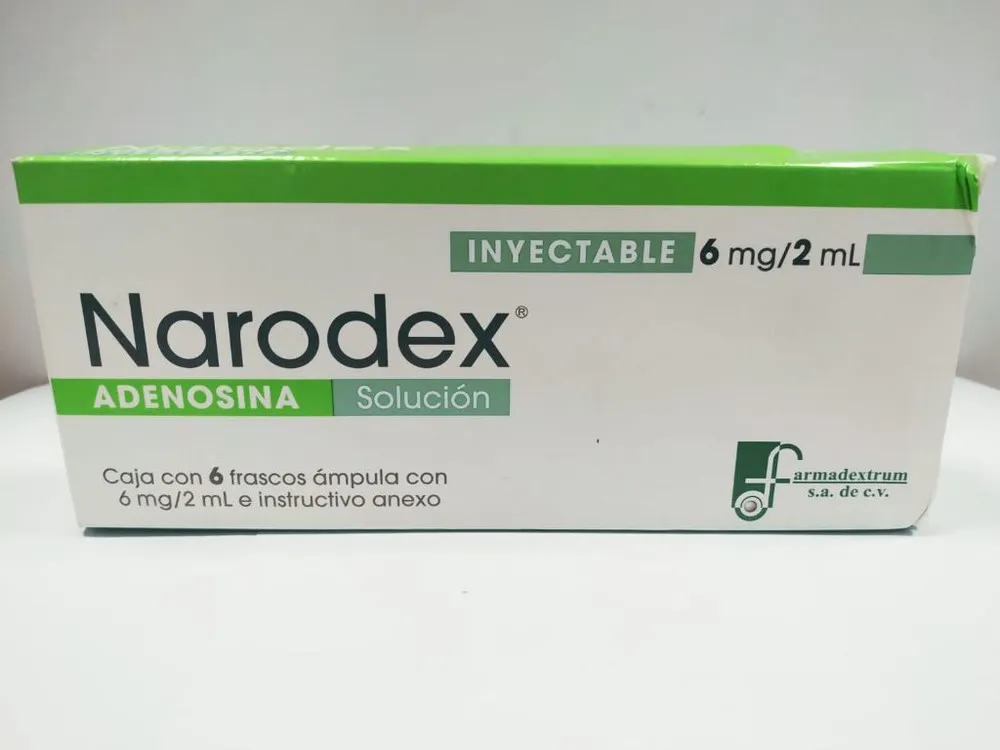 INYECTABLE 6 mg/2 mL
Narodex®
ADENOSINA Solución
Caja con 6 frascos ámpula con
6 mg/2 mL e instructivo anexo
farmadextrum
s.a. de c.v.